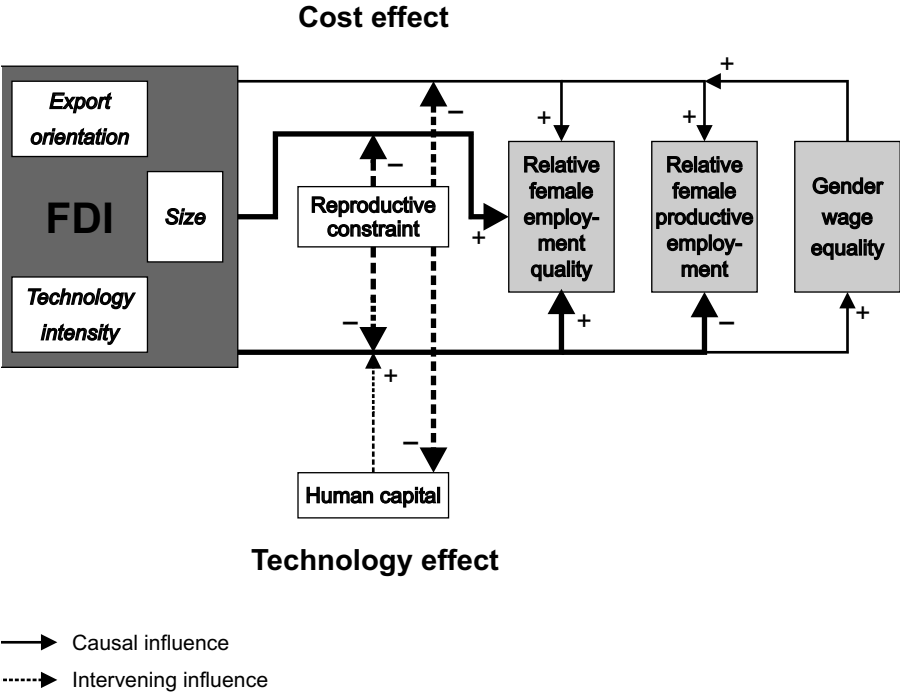 Cost effect
Export
orientation
FDI
Size
Technology
intensity
Reproductive
constraint
Human capital
Relative
female
employ-
ment
quality
Relative
female
productive
employ-
ment
Gender
wage
equality
+
+
+
–
–
+
–
+
–
+
+
–
Technology effect
Causal influence
Intervening influence